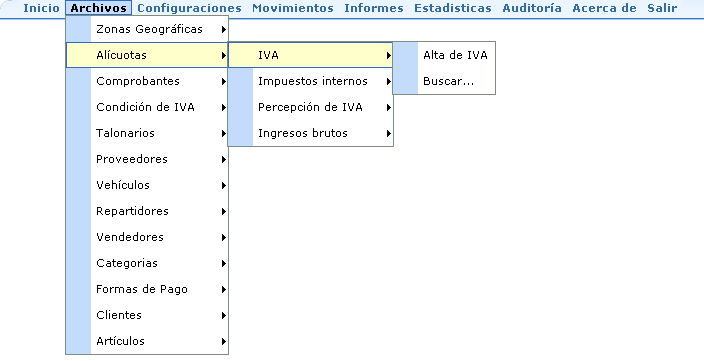 Inicio Archivos Configuraciones Movimientos Informes Estadisticas Auditoría Acerca de Salir
Zonas Geográficas
Alícuotas IVA Alta de IVA
Comprobantes Impuestos internos Buscar...
Condición de IVA Percepción de IVA
Talonarios Ingresos brutos
Proveedores
Vehículos
Repartidores
Vendedores
Categorias
Formas de Pago
Clientes
Artículos